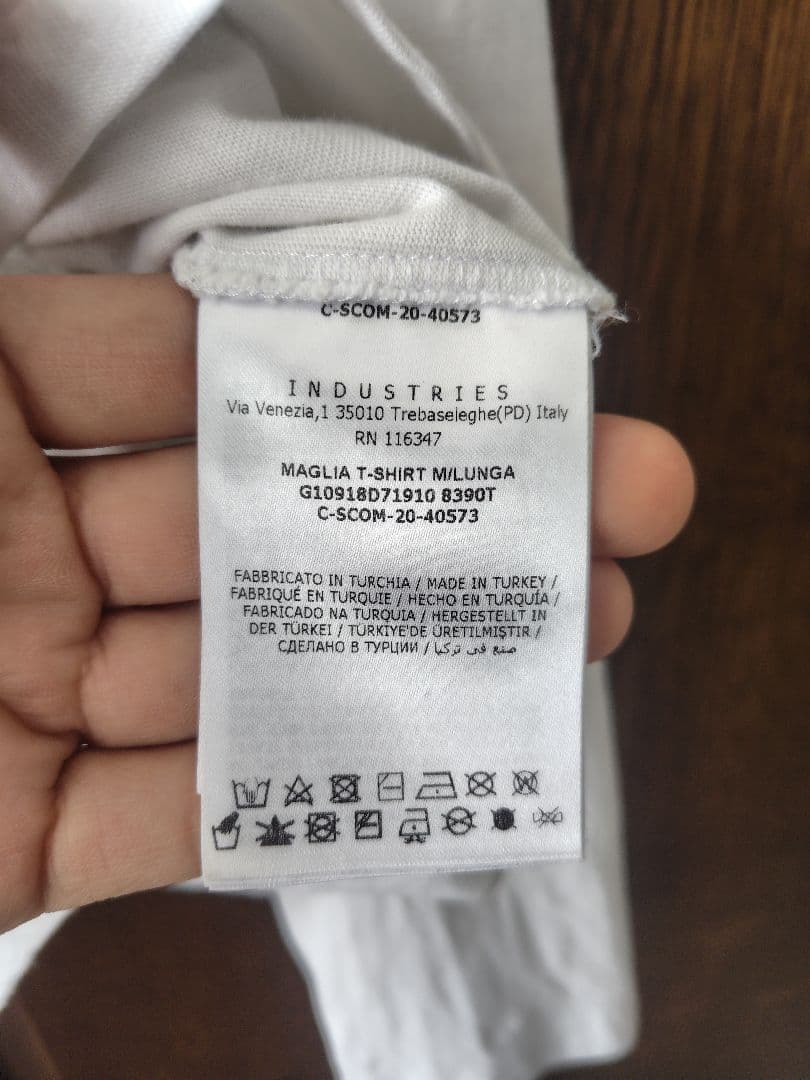 C-SCOM-20-40573
INDUSTRIES
Via Venezia,1 35010 Trebaseleghe(PD) Italy
RN 116347
MAGLIA T-SHIRT M/LUNGA
G10918D71910 8390T
C-SCOM-20-40573
FABBRICATO IN TURCHIA / MADE IN TURKEY /
FABRIQUÉ EN TURQUIE / HECHO EN TURQUÍA /
FABRICADO NA TURQUIA / HERGESTELLT IN
DER TÜRKEI / TÜRKİYE'DE ÜRETILMIŞTIR /
СДЕЛАНО В ТУРЦИИ / صنع في تركيا